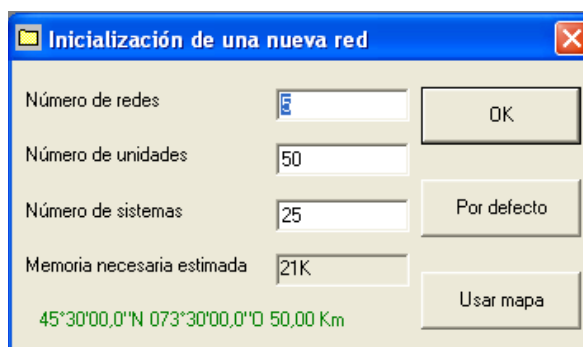 Inicialización de una nueva red
Número de redes 5
OK
Número de unidades 50
Número de sistemas 25
Por defecto
Memoria necesaria estimada 21K
Usar mapa
45°30'00,0''N 073°30'00,0''O 50,00 Km